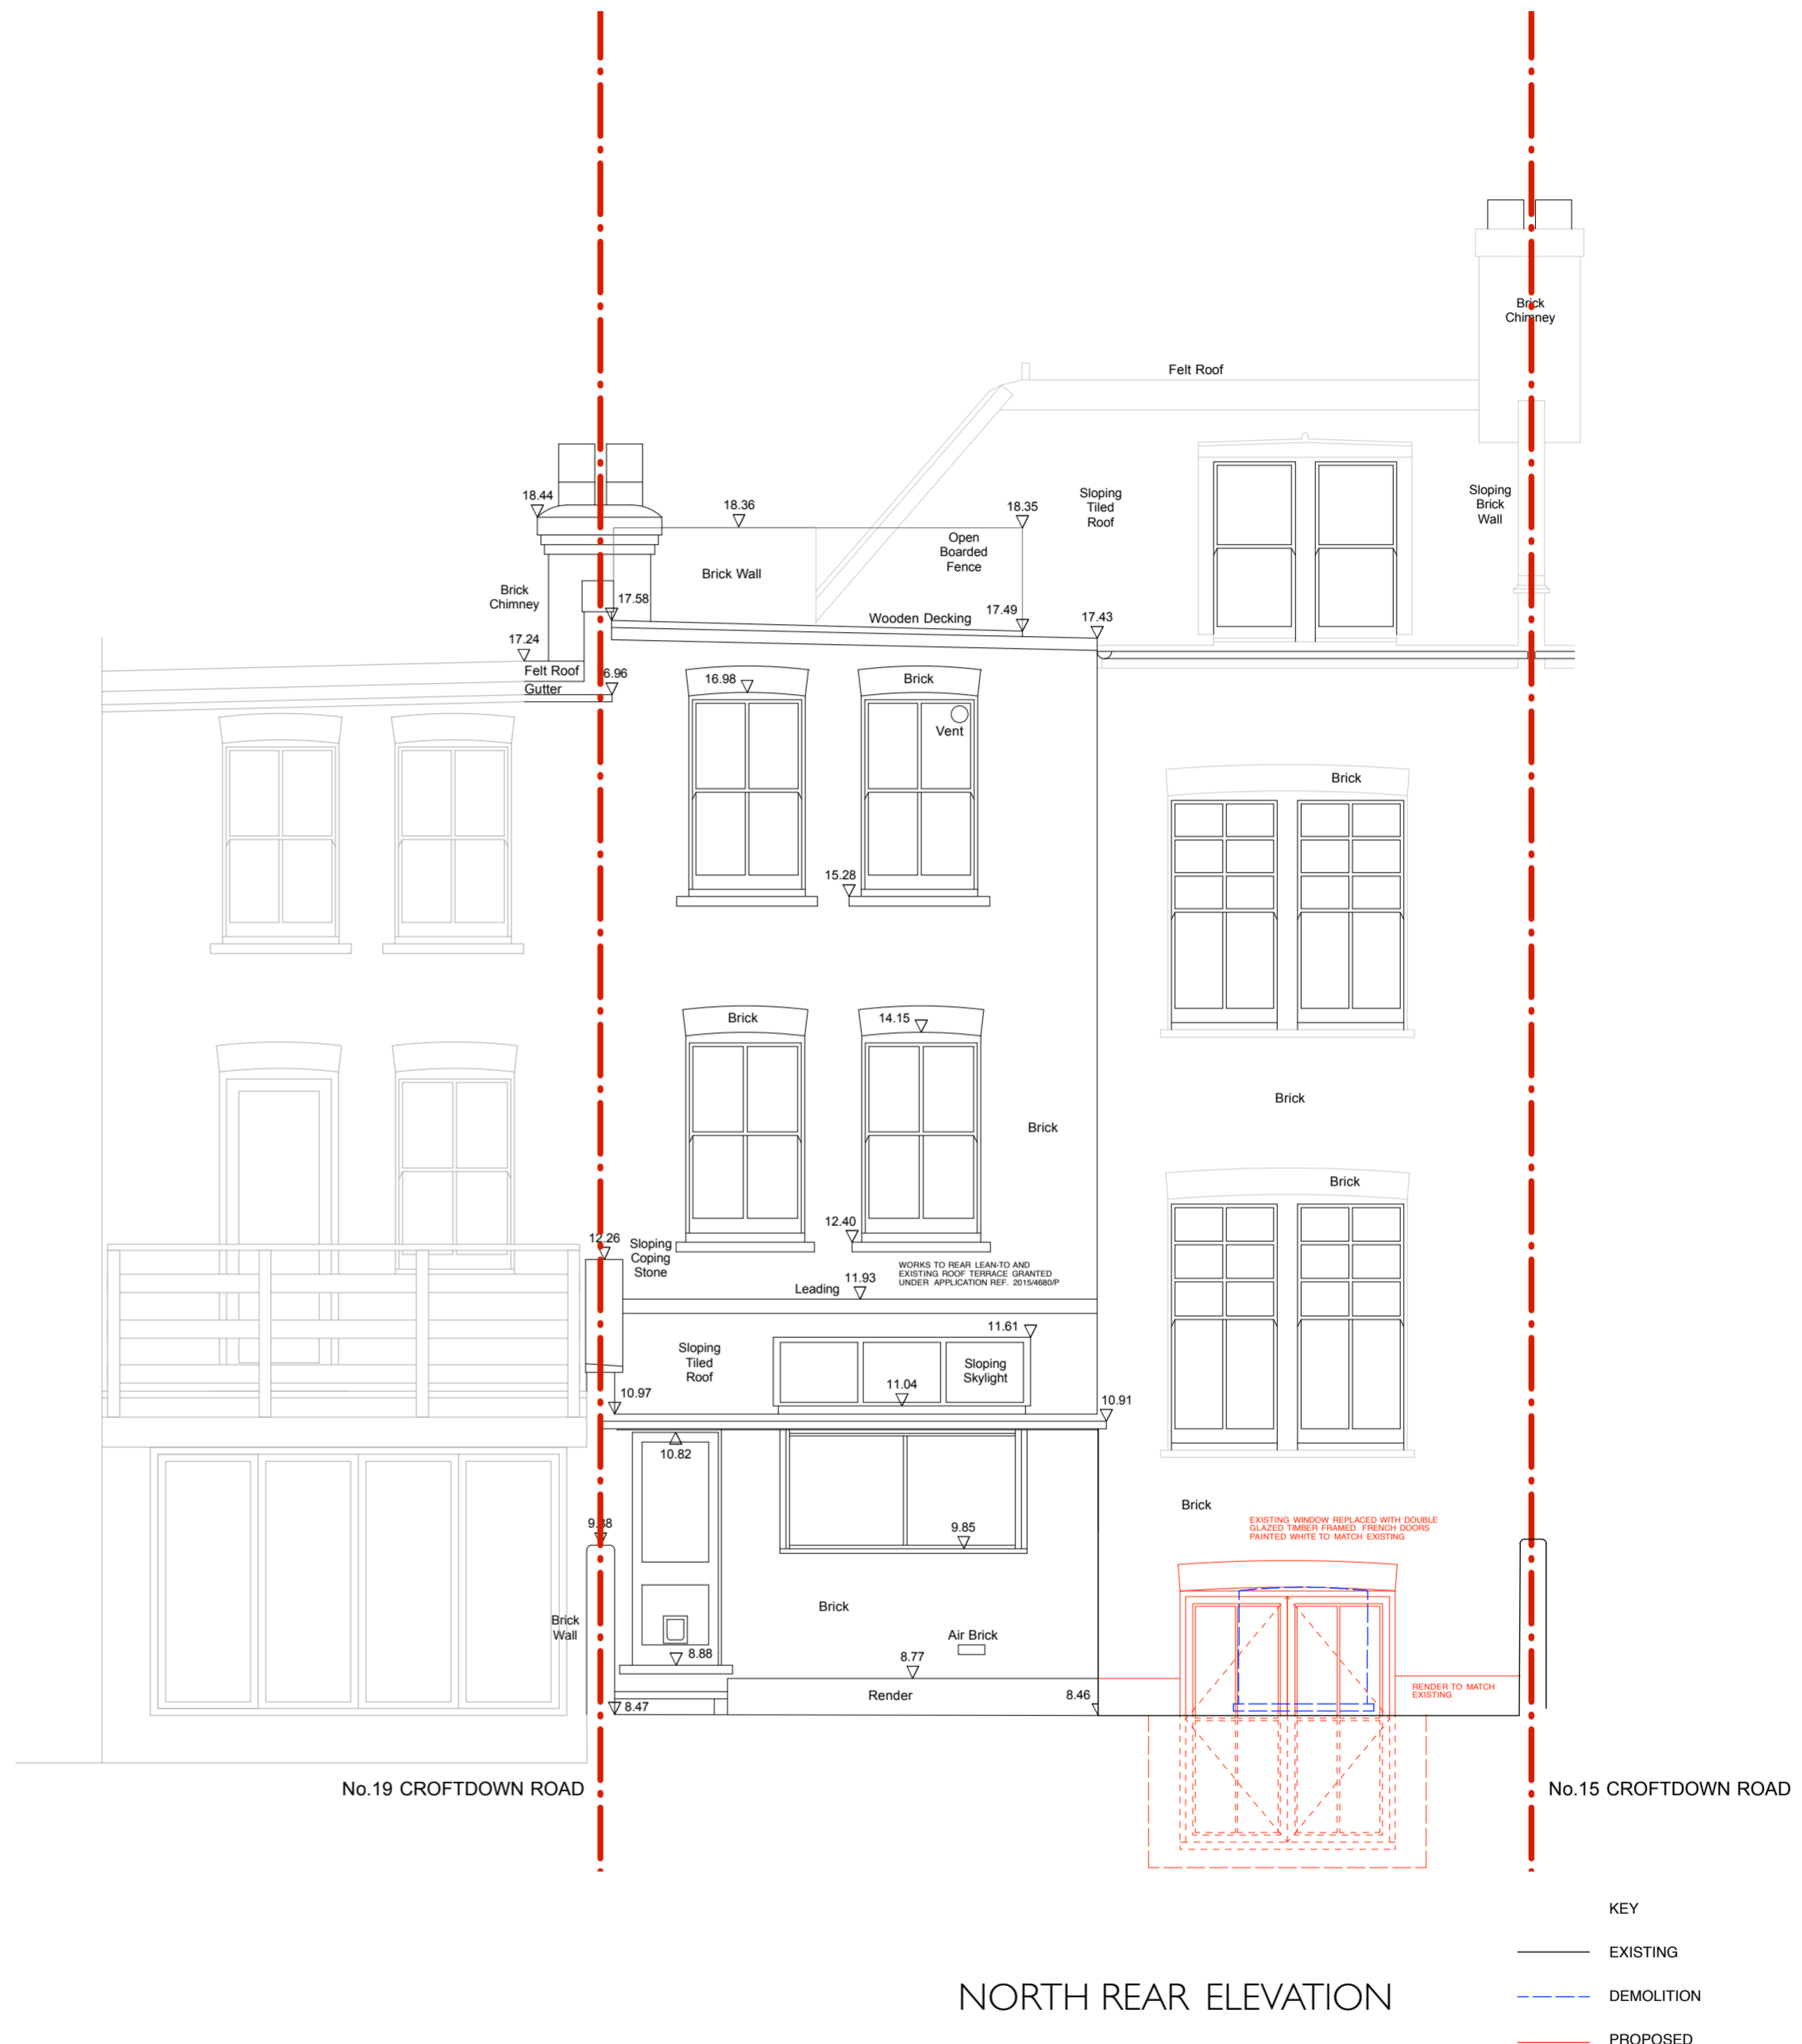 Brick
Chimney
Felt Roof
18.44
18.36
18.35
Sloping
Tiled
Roof
Sloping
Brick
Wall
Open
Boarded
Fence
Brick Wall
Brick
Chimney
17.58
Wooden Decking
17.49
17.43
17.24
Felt Roof
6.96
Gutter
16.98
Brick
Vent
Brick
15.28
Brick
14.15
Brick
Brick
Brick
12.40
12.26
Sloping
Coping
Stone
WORKS TO REAR LEAN-TO AND
EXISTING ROOF TERRACE GRANTED
UNDER APPLICATION REF. 2015/4680/P
Leading
11.93
11.61
Sloping
Tiled
Roof
Sloping
Skylight
11.04
10.97
10.91
10.82
Brick
EXISTING WINDOW REPLACED WITH DOUBLE
GLAZED TIMBER FRAMED FRENCH DOORS
PAINTED WHITE TO MATCH EXISTING
9.88
9.85
Brick
Brick
Wall
Air Brick
8.88
8.77
Render
8.46
8.47
RENDER TO MATCH
EXISTING
No.19 CROFTDOWN ROAD
No.15 CROFTDOWN ROAD
KEY
EXISTING
NORTH REAR ELEVATION
DEMOLITION
PROPOSED